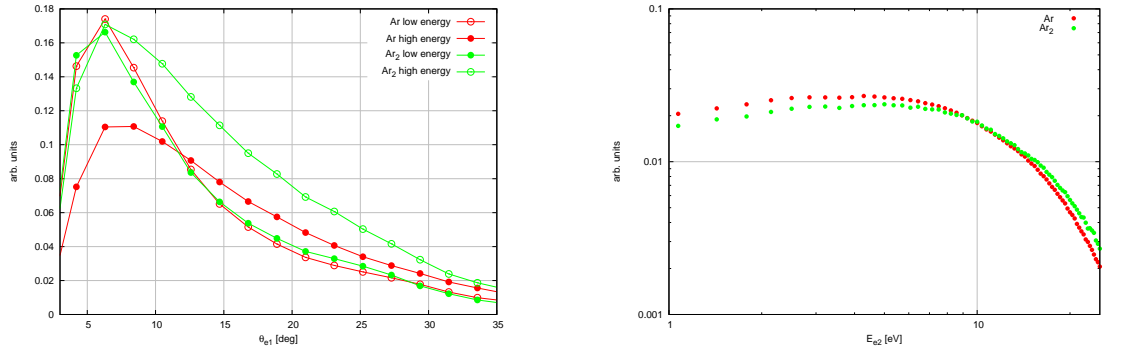 0.18
0.16
0.14
0.12
0.1
0.08
0.06
0.04
0.02
0
arb. units
5
10
15
20
25
30
35
θe1 [deg]
Ar low energy
Ar high energy
Ar2 low energy
Ar2 high energy
0.1
0.01
0.001
arb. units
1
10
Ee2 [eV]
Ar
Ar2